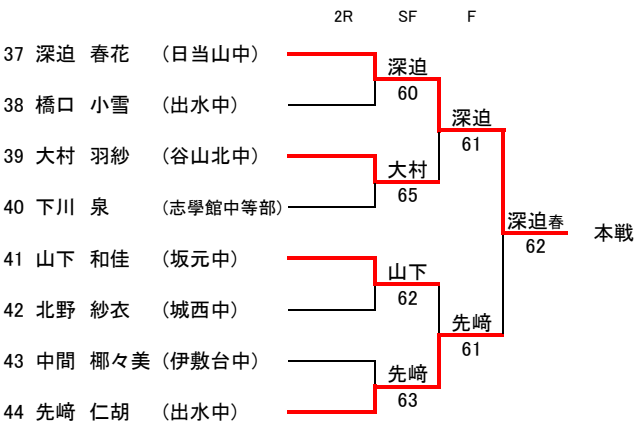 2R SF F
37 深迫 春花 (日当山中)
深迫
38 橋口 小雪 (出水中)
60
深迫
61
39 大村 羽紗 (谷山北中)
大村
65
40 下川 泉 (志學館中等部)
深迫春 本戦
62
41 山下 和佳 (坂元中)
山下
62
42 北野 紗衣 (城西中)
先﨑
61
43 中間 椰々美 (伊敷台中)
先﨑
63
44 先﨑 仁胡 (出水中)